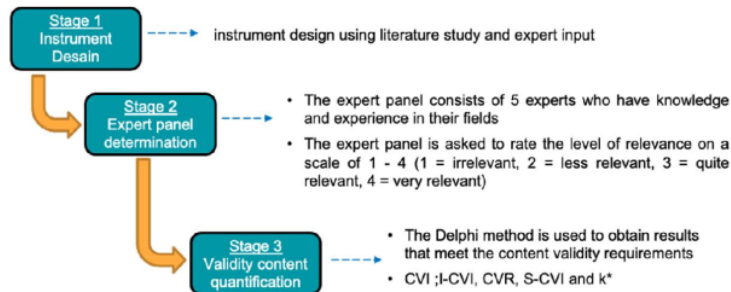 Stage 1
Instrument
Desain
instrument design using literature study and expert input
Stage 2
Expert panel
determination
• The expert panel consists of 5 experts who have knowledge
and experience in their fields
• The expert panel is asked to rate the level of relevance on a
scale of 1 - 4 (1 = irrelevant, 2 = less relevant, 3 = quite
relevant, 4 = very relevant)
Stage 3
Validity content
quantification
• The Delphi method is used to obtain results
that meet the content validity requirements
• CVI ;I-CVI, CVR, S-CVI and k*